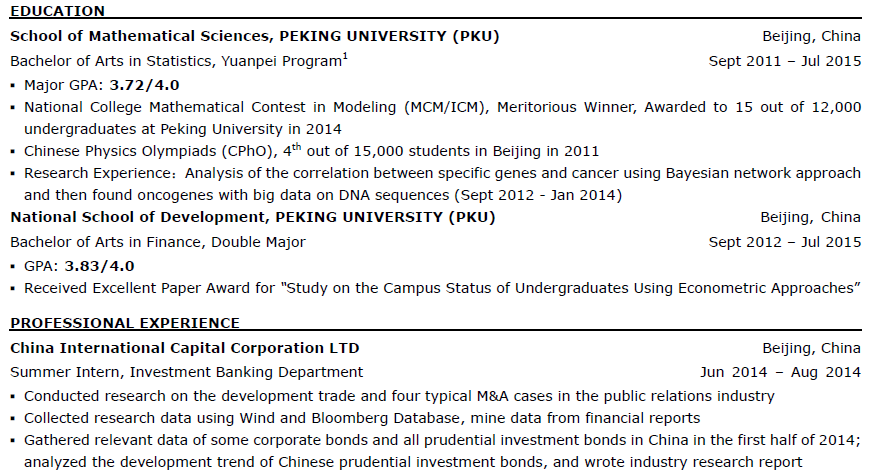 EDUCATION
School of Mathematical Sciences, PEKING UNIVERSITY (PKU) Beijing, China
Bachelor of Arts in Statistics, Yuanpei Program¹ Sept 2011 – Jul 2015
▪ Major GPA: 3.72/4.0
▪ National College Mathematical Contest in Modeling (MCM/ICM), Meritorious Winner, Awarded to 15 out of 12,000
undergraduates at Peking University in 2014
▪ Chinese Physics Olympiads (CPhO), 4th out of 15,000 students in Beijing in 2011
▪ Research Experience：Analysis of the correlation between specific genes and cancer using Bayesian network approach
and then found oncogenes with big data on DNA sequences (Sept 2012 - Jan 2014)
National School of Development, PEKING UNIVERSITY (PKU) Beijing, China
Bachelor of Arts in Finance, Double Major Sept 2012 – Jul 2015
▪ GPA: 3.83/4.0
▪ Received Excellent Paper Award for “Study on the Campus Status of Undergraduates Using Econometric Approaches”
PROFESSIONAL EXPERIENCE
China International Capital Corporation LTD Beijing, China
Summer Intern, Investment Banking Department Jun 2014 – Aug 2014
▪ Conducted research on the development trade and four typical M&A cases in the public relations industry
▪ Collected research data using Wind and Bloomberg Database, mine data from financial reports
▪ Gathered relevant data of some corporate bonds and all prudential investment bonds in China in the first half of 2014;
analyzed the development trend of Chinese prudential investment bonds, and wrote industry research report